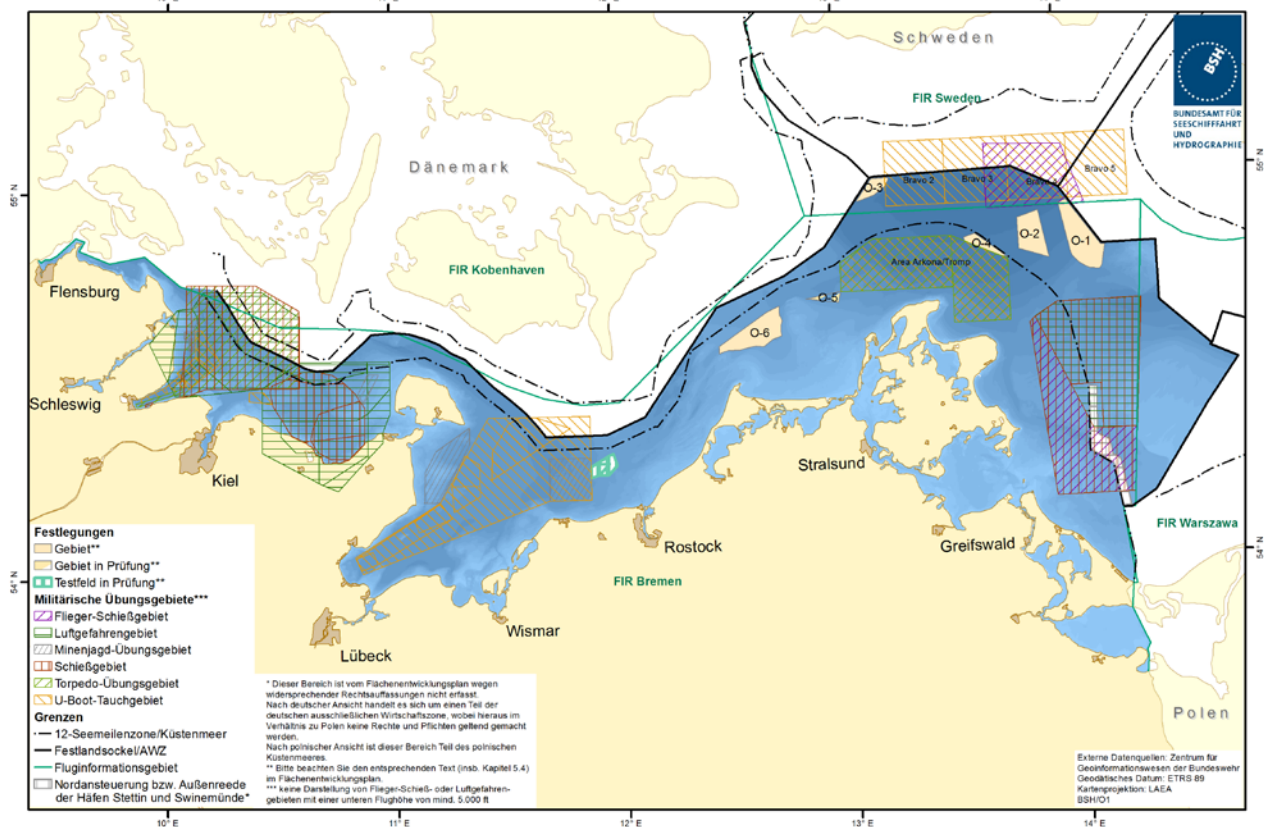 Schweden
FIR Sweden
BSH
BUNDESAMT FÜR
SEESCHIFFFAHRT
UND
HYDROGRAPHIE
Dänemark
55° N
55° N
Bravo 2
Bravo 3
Bravo 4
Bravo 5
O-3
O-2
O-1
O-4
Area Arkona/Tromp
FIR Kobenhaven
Flensburg
O-5
O-6
Schleswig
Kiel
Stralsund
Rostock
Greifswald
FIR Warszawa
54° N
54° N
FIR Bremen
Wismar
Lübeck
Polen
Festlegungen
Gebiet**
Gebiet in Prüfung**
Testfeld in Prüfung**
Militärische Übungsgebiete***
Flieger-Schießgebiet
Luftgefahrengebiet
Minenjagd-Übungsgebiet
Schießgebiet
Torpedo-Übungsgebiet
U-Boot-Tauchgebiet
Grenzen
12-Seemeilenzone/Küstenmeer
Festlandsockel/AWZ
Fluginformationsgebiet
Nordansteuerung bzw. Außenreede
der Häfen Stettin und Swinemünde*
* Dieser Bereich ist vom Flächenentwicklungsplan wegen
widersprechender Rechtsauffassungen nicht erfasst.
Nach deutscher Ansicht handelt es sich um einen Teil der
deutschen ausschließlichen Wirtschaftszone, wobei hieraus im
Verhältnis zu Polen keine Rechte und Pflichten geltend gemacht
werden.
Nach polnischer Ansicht ist dieser Bereich Teil des polnischen
Küstenmeeres.
** Bitte beachten Sie den entsprechenden Text (insb. Kapitel 5.4)
im Flächenentwicklungsplan.
*** keine Darstellung von Flieger-Schieß- oder Luftgefahren-
gebieten mit einer unteren Flughöhe von mind. 5.000 ft
Externe Datenquellen: Zentrum für
Geoinformationswesen der Bundeswehr
Geodätisches Datum: ETRS 89
Kartenprojektion: LAEA
BSH/O1
10° E
11° E
12° E
13° E
14° E